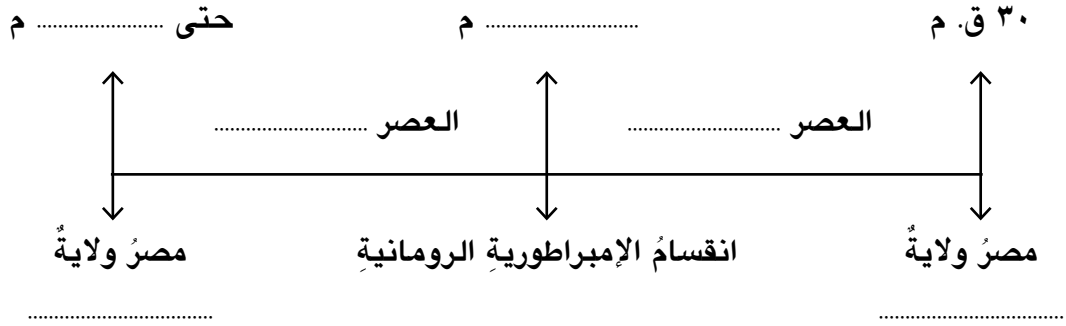 ٣٠ ق. م ........................ م حتى ........................ م
العصر ........................ العصر ........................
مصرُ ولايةٌ انقسامُ الإمبراطوريةِ الرومانيةِ مصرُ ولايةٌ
........................ ........................